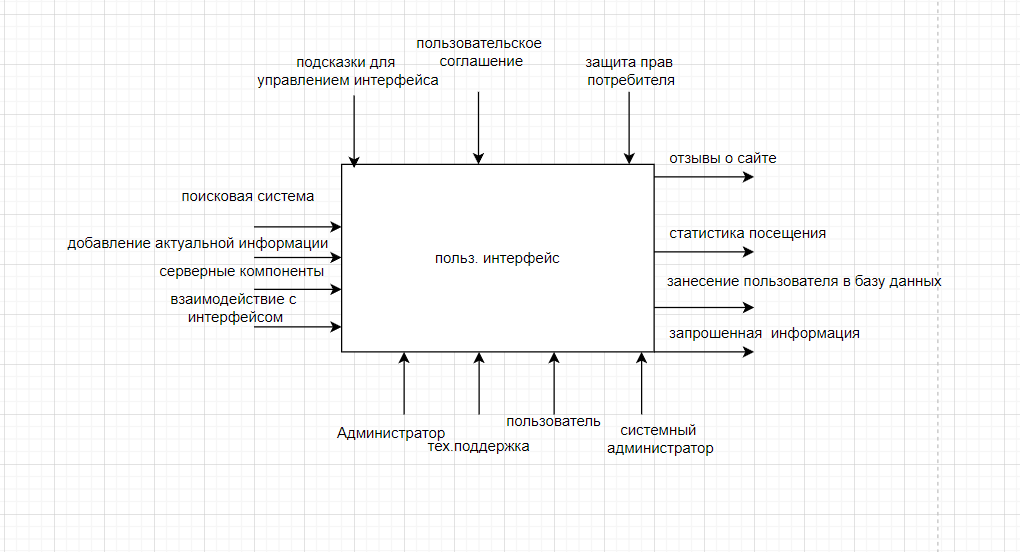 подсказки для
управлением интерфейса
пользовательское
соглашение
защита прав
потребителя
поисковая система
добавление актуальной информации
серверные компоненты
взаимодействие с
интерфейсом
польз. интерфейс
отзывы о сайте
статистика посещения
занесение пользователя в базу данных
запрошенная информация
Администратор
тех.поддержка
пользователь
системный
администратор